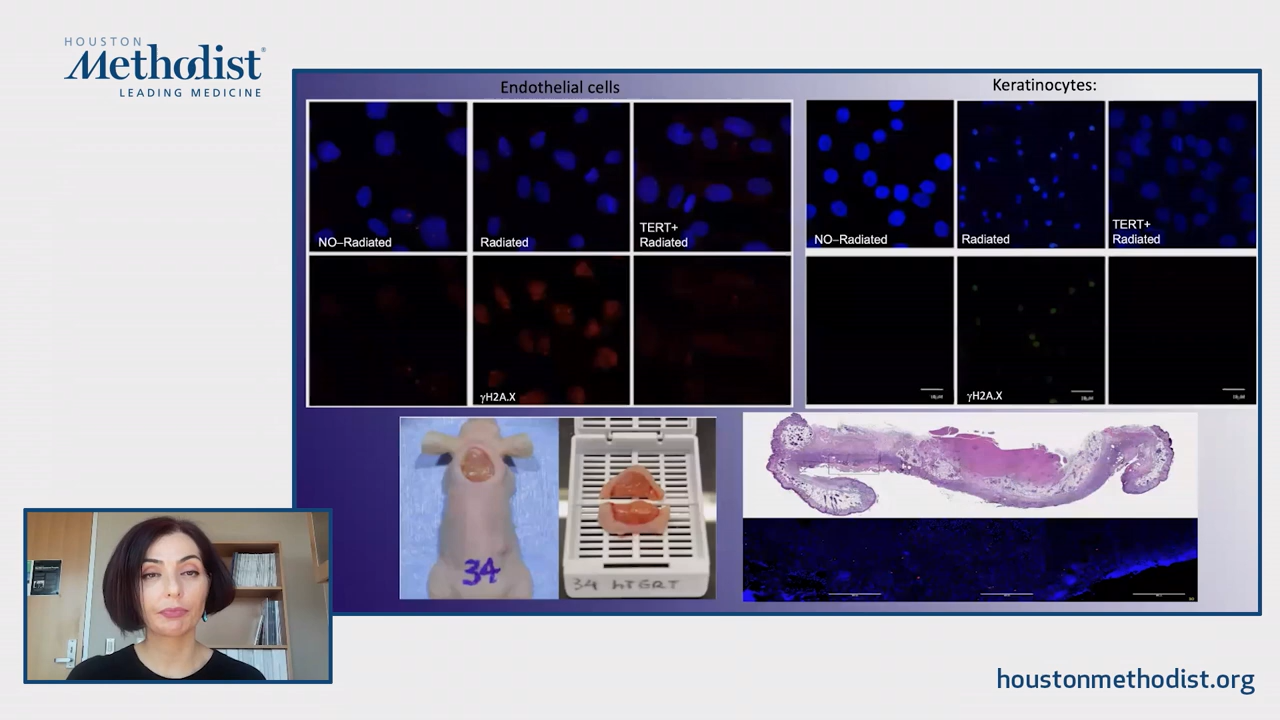 HOUSTON
Methodist
LEADING MEDICINE
Endothelial cells
Keratinocytes:
NO–Radiated
Radiated
TERT+
Radiated
NO–Radiated
Radiated
TERT+
Radiated
γH2A.X
γH2A.X
34
34 hTERT
houstonmethodist.org